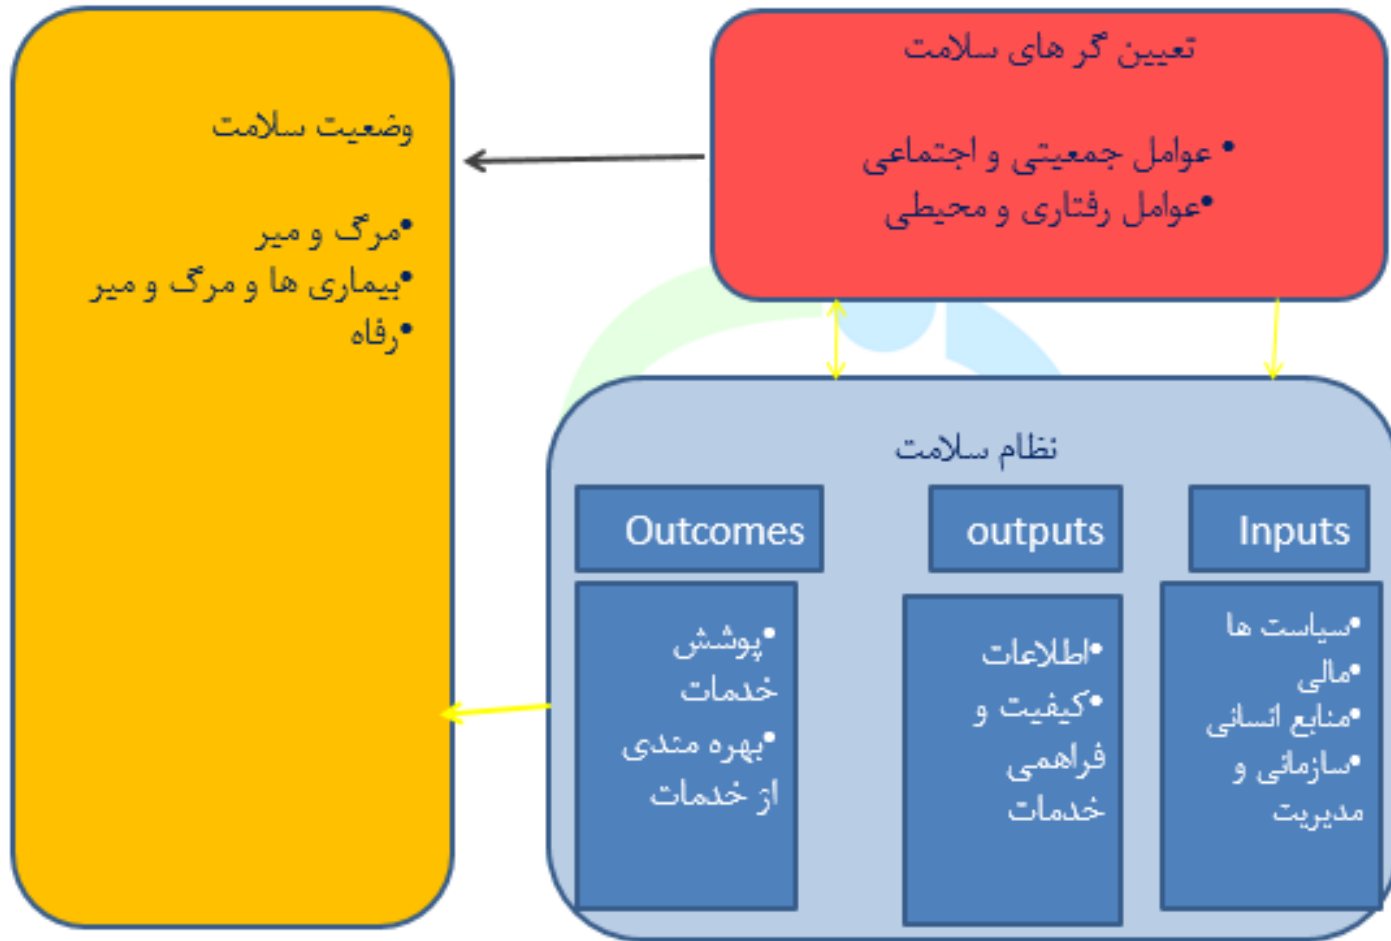 تعیین گر های سلامت
• عوامل جمعیتی و اجتماعی
•عوامل رفتاری و محیطی
وضعیت سلامت
•مرگ و میر
•بیماری ها و مرگ و میر
•رفاه
نظام سلامت
Inputs
•سیاست ها
•مالی
•منابع انسانی
•سازمانی و
مدیریت
outputs
•اطلاعات
•کیفیت و
فراهمی
خدمات
Outcomes
•پوشش
خدمات
•بهره مندی
از خدمات